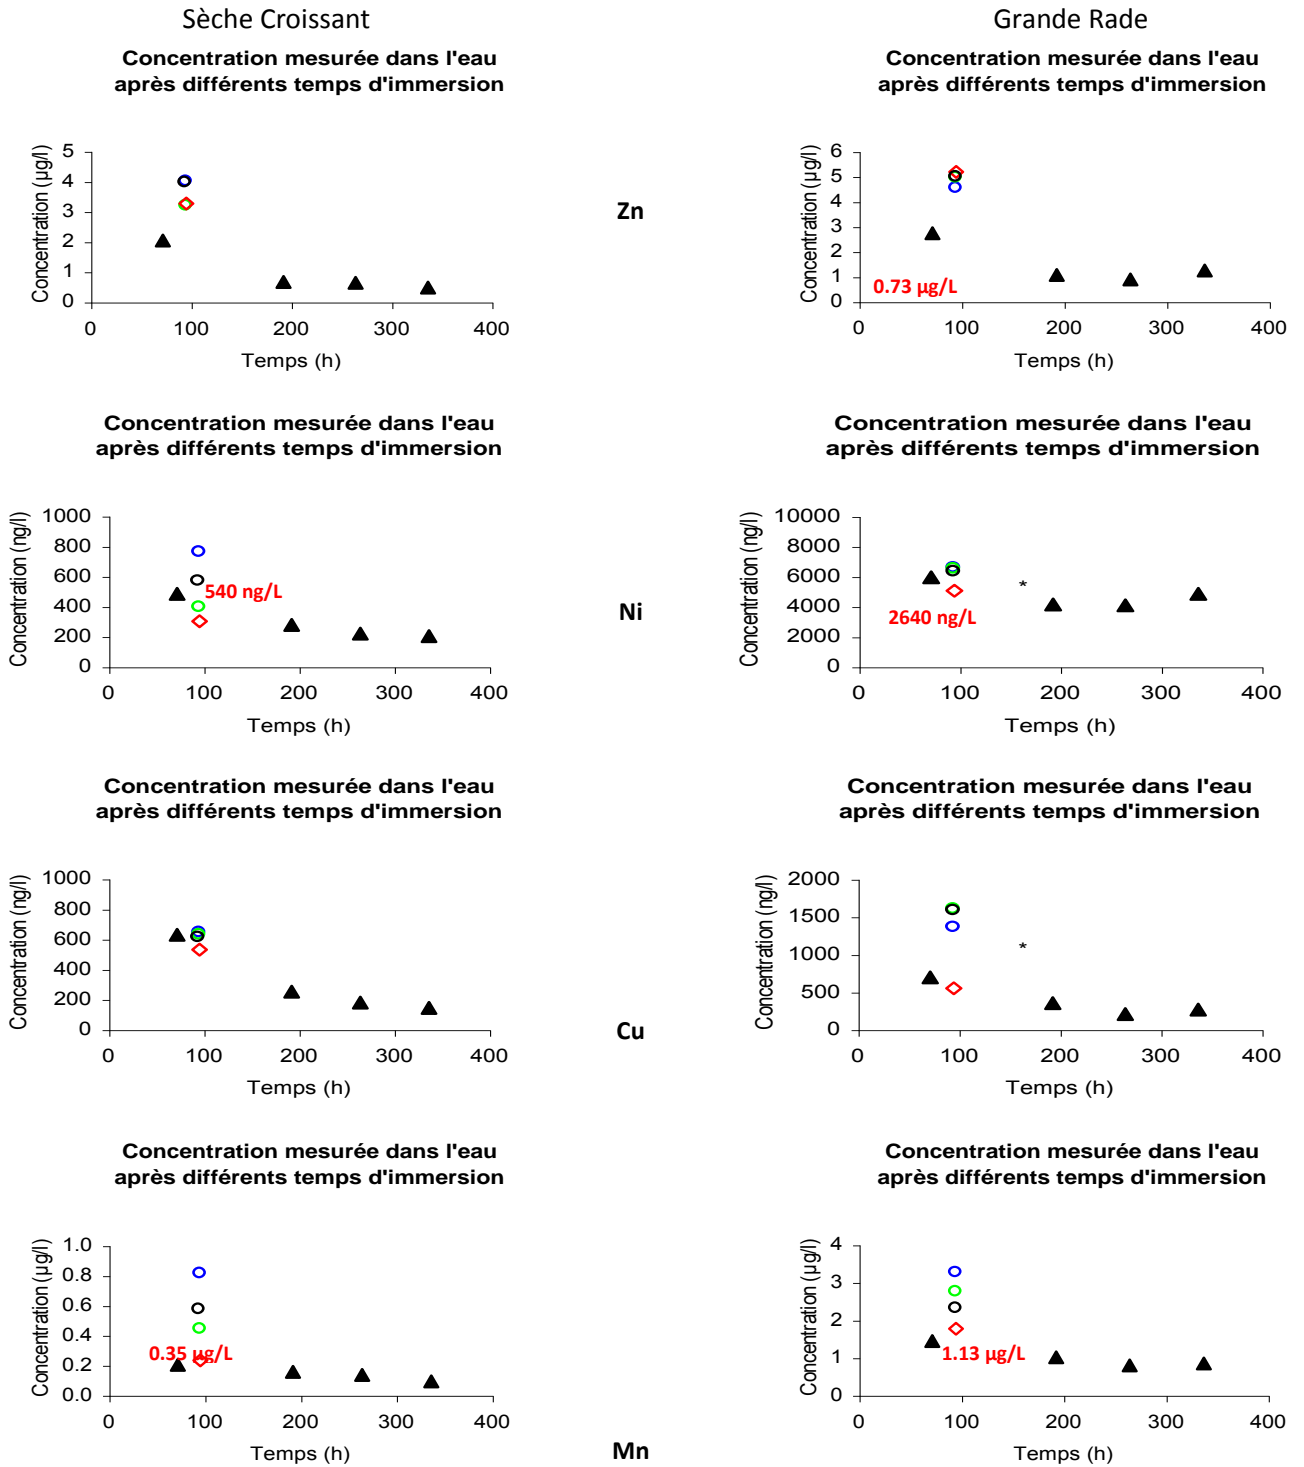 Sèche Croissant
Grande Rade
Concentration mesurée dans l'eau
après différents temps d'immersion
Concentration (µg/l)
5
4
3
2
1
0
0 100 200 300 400
Temps (h)
Zn
Concentration mesurée dans l'eau
après différents temps d'immersion
Concentration (µg/l)
6
5
4
3
2
1
0
0.73 µg/L
0 100 200 300 400
Temps (h)
Concentration mesurée dans l'eau
après différents temps d'immersion
Concentration (ng/l)
1000
800
600
400
200
0
540 ng/L
0 100 200 300 400
Temps (h)
Ni
Concentration mesurée dans l'eau
après différents temps d'immersion
Concentration (ng/l)
10000
8000
6000
4000
2000
0
*
2640 ng/L
0 100 200 300 400
Temps (h)
Concentration mesurée dans l'eau
après différents temps d'immersion
Concentration (ng/l)
1000
800
600
400
200
0
0 100 200 300 400
Temps (h)
Cu
Concentration mesurée dans l'eau
après différents temps d'immersion
Concentration (ng/l)
2000
1500
1000
500
0
*
0 100 200 300 400
Temps (h)
Concentration mesurée dans l'eau
après différents temps d'immersion
Concentration (µg/l)
1.0
0.8
0.6
0.4
0.2
0.0
0.35 µg/L
0 100 200 300 400
Temps (h)
Mn
Concentration mesurée dans l'eau
après différents temps d'immersion
Concentration (µg/l)
4
3
2
1
0
1.13 µg/L
0 100 200 300 400
Temps (h)